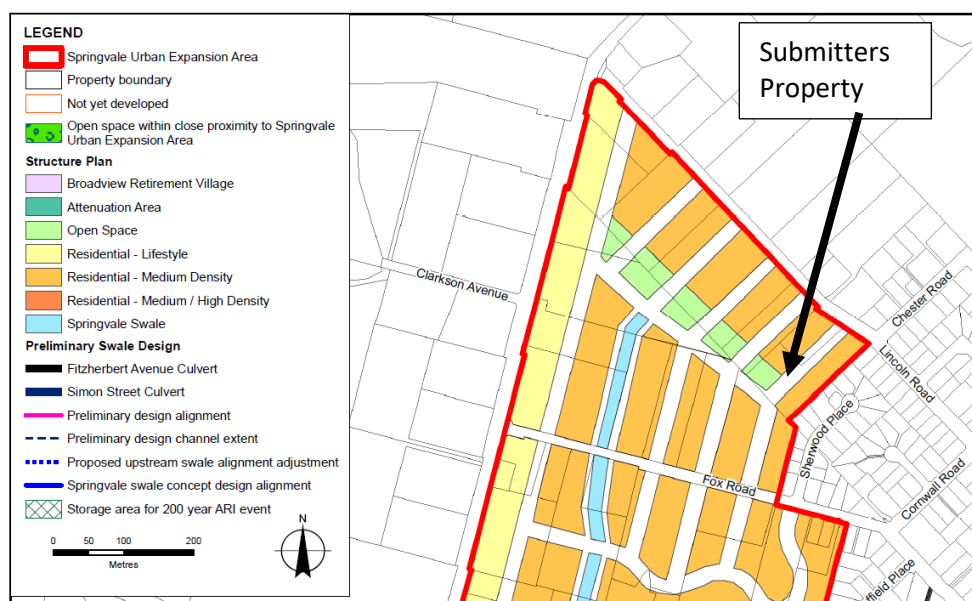 LEGEND
Springvale Urban Expansion Area
Property boundary
Not yet developed
Open space within close proximity to Springvale
Urban Expansion Area
Structure Plan
Broadview Retirement Village
Attenuation Area
Open Space
Residential - Lifestyle
Residential - Medium Density
Residential - Medium / High Density
Springvale Swale
Preliminary Swale Design
Fitzherbert Avenue Culvert
Simon Street Culvert
Preliminary design alignment
Preliminary design channel extent
Proposed upstream swale alignment adjustment
Springvale swale concept design alignment
Storage area for 200 year ARI event
0 50 100 200
Metres
N
Submitters
Property
Clarkson Avenue
Chester Road
Lincoln Road
Sherwood Place
Fox Road
Cornwall Road
ffield Place